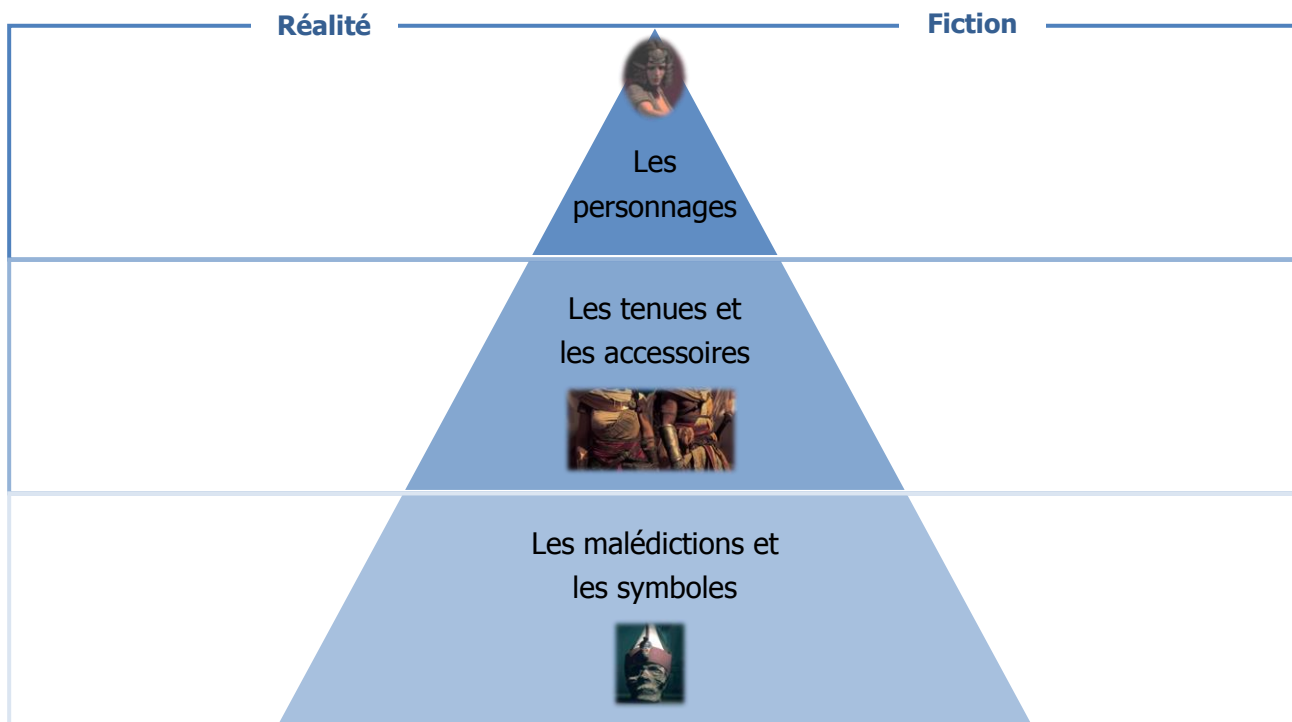 Réalité
Fiction
Les
personnages
Les tenues et
les accessoires
Les malédictions et
les symboles